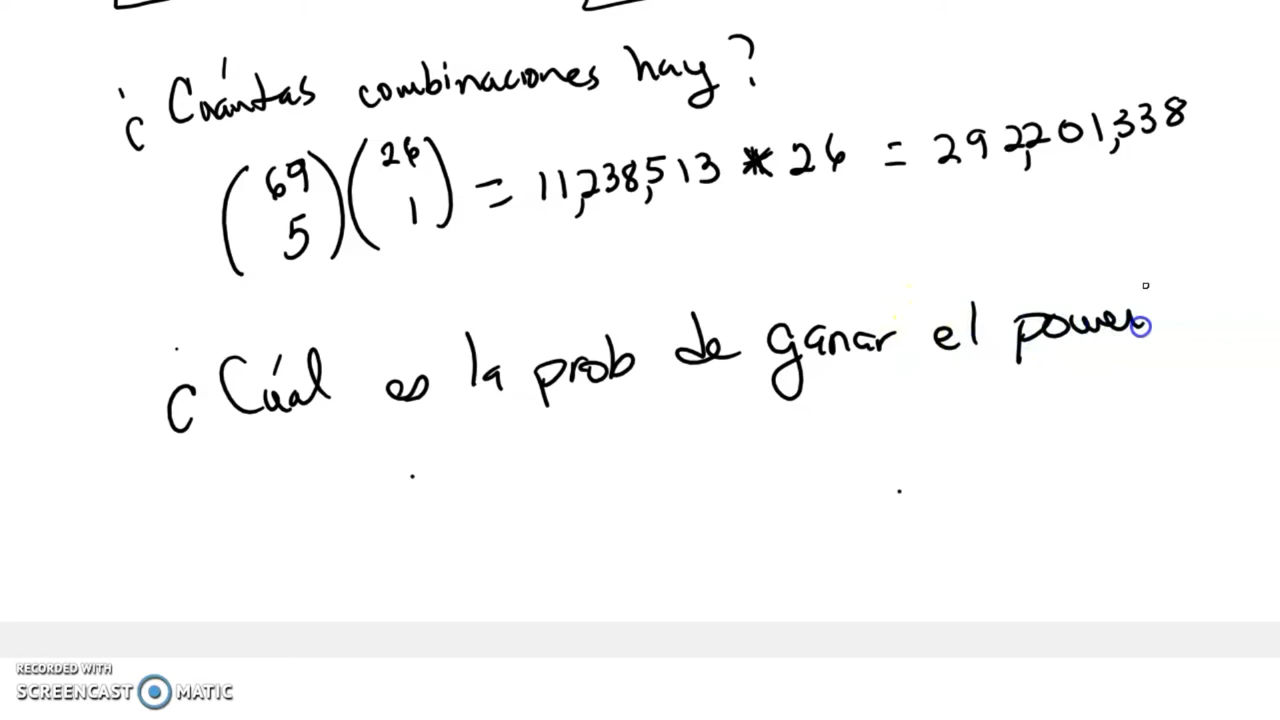 ¿Cuántas combinaciones hay?
(69 5)(26 1) = 11,238,513 * 26 = 292,201,338
¿Cúal es la prob de ganar el power
RECORDED WITH
SCREENCAST MATIC